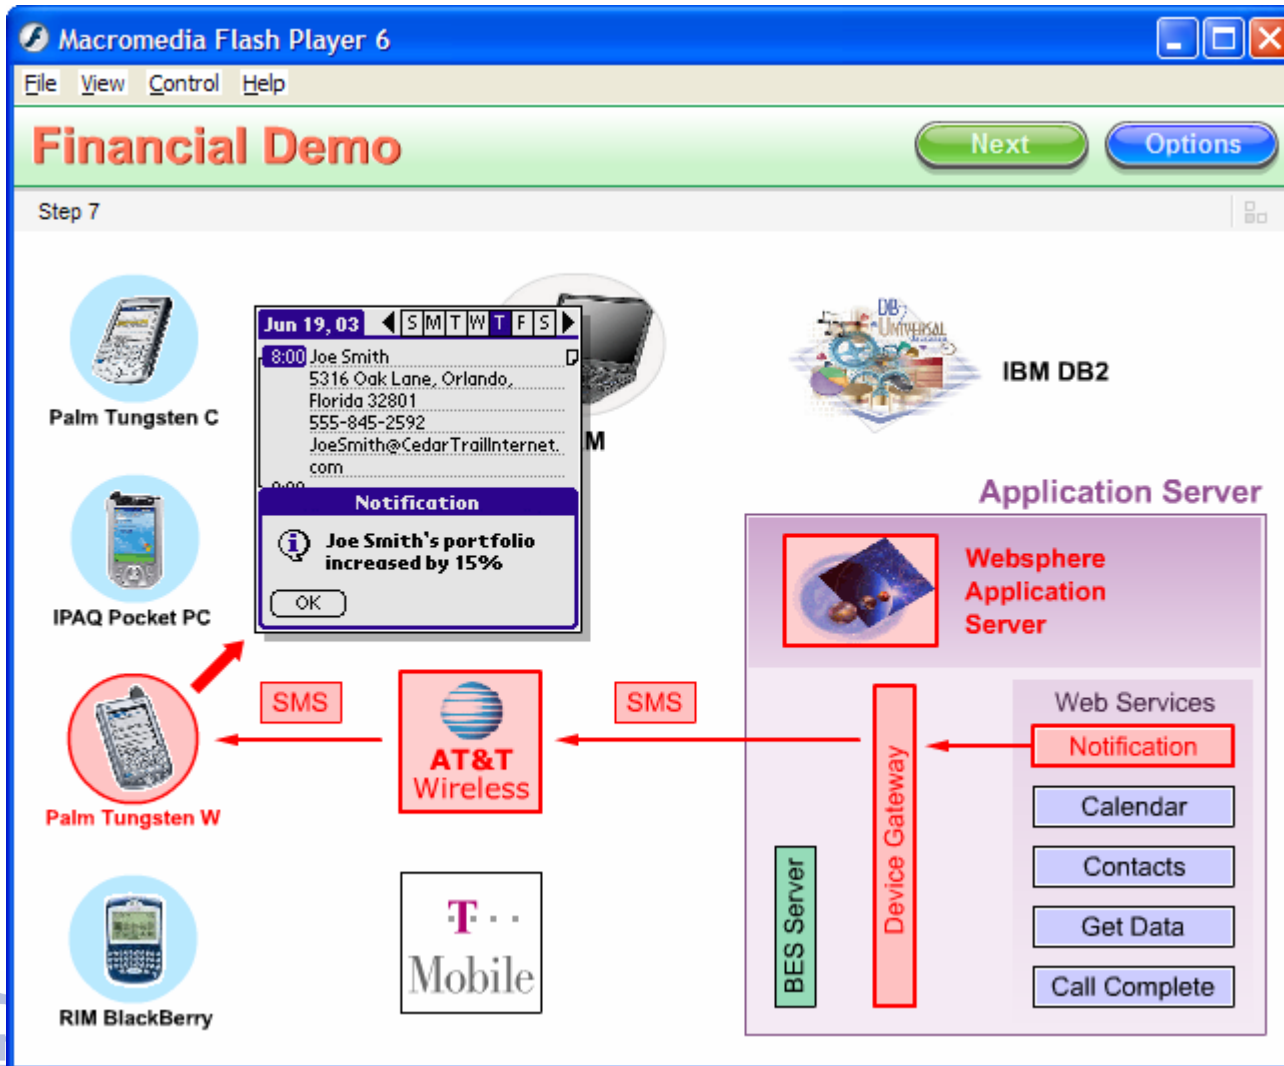 Macromedia Flash Player 6
File View Control Help
Financial Demo
Next
Options
Step 7
Palm Tungsten C
Jun 19, 03
S M T W T F S
8:00 Joe Smith
5316 Oak Lane, Orlando,
Florida 32801
555-845-2592
JoeSmith@CedarTrailInternet.
com
Notification
Joe Smith's portfolio
increased by 15%
OK
M
DB2
UNIVERSAL
IBM DB2
IPAQ Pocket PC
Application Server
Websphere
Application
Server
Palm Tungsten W
SMS
AT&T
Wireless
SMS
Device Gateway
BES Server
Web Services
Notification
Calendar
Contacts
Get Data
Call Complete
RIM BlackBerry
T
Mobile